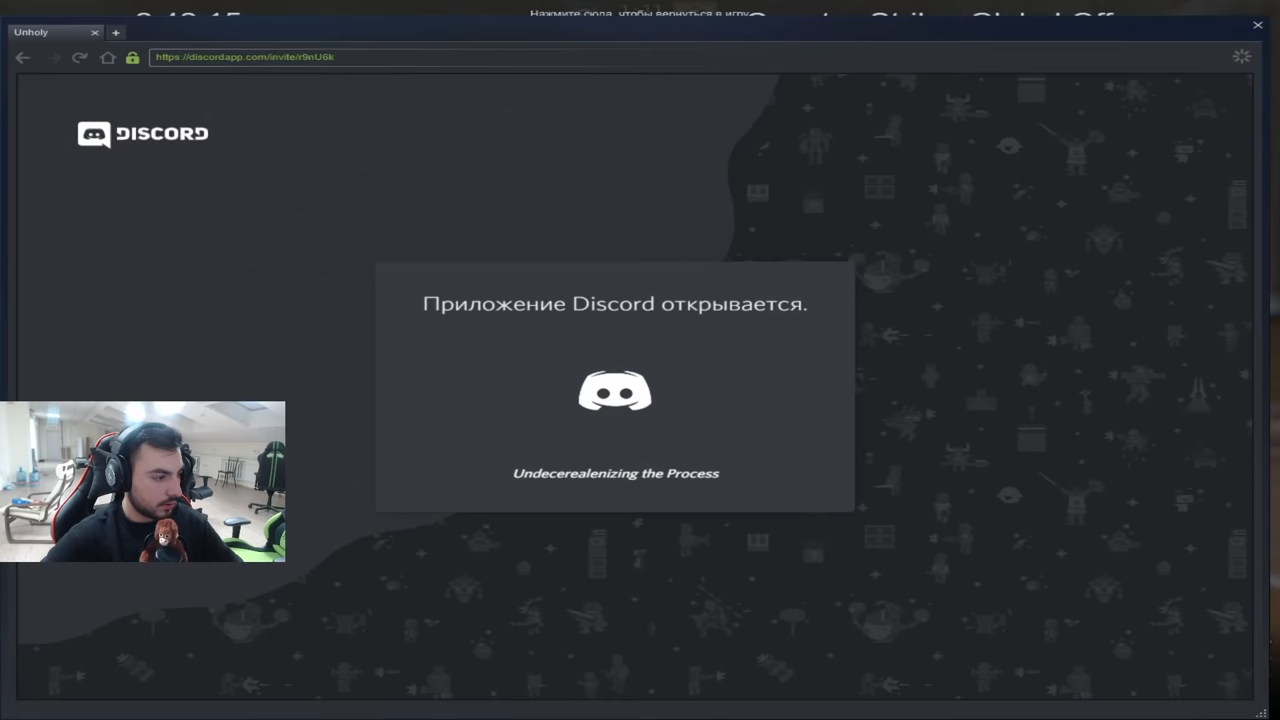 Нажмите сюда, чтобы вернуться в игру
Unholy
https://discordapp.com/invite/r9nU6k
DISCORD
Приложение Discord открывается.
Undecerealenizing the Process